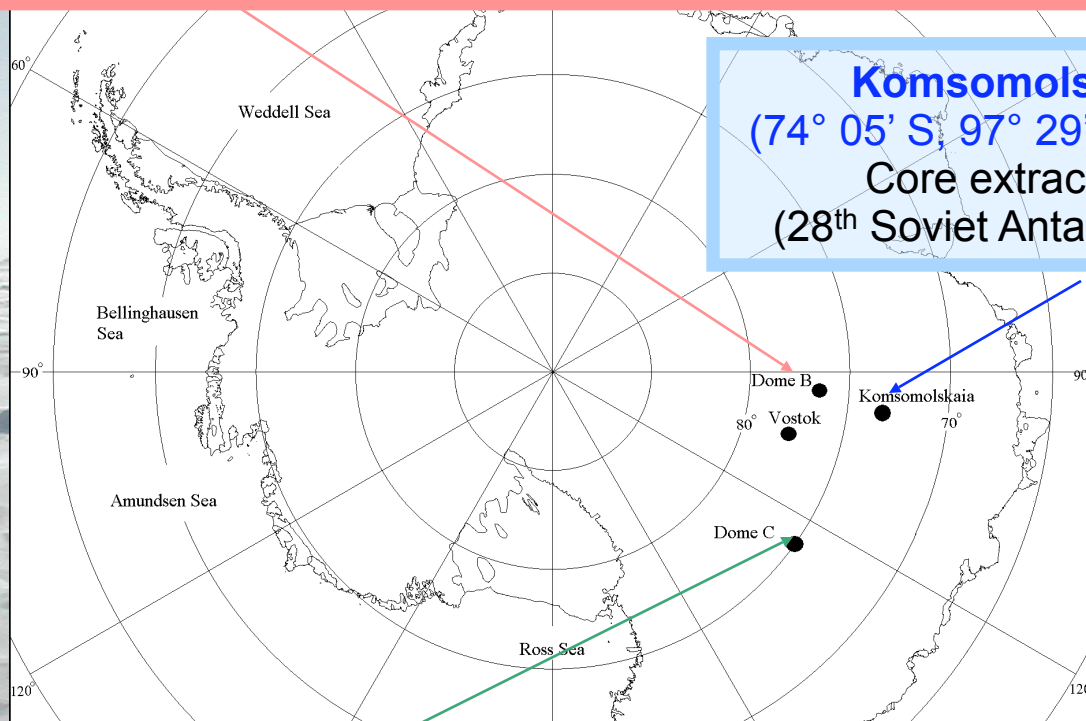 60°
Weddell Sea
Komsomols
(74° 05’ S, 97° 29’
Core extrac
(28th Soviet Anta
Bellinghausen
Sea
90°
Dome B
90
Komsomolskaia
Vostok
80°
70°
Amundsen Sea
Dome C
Ross Sea
120°
120